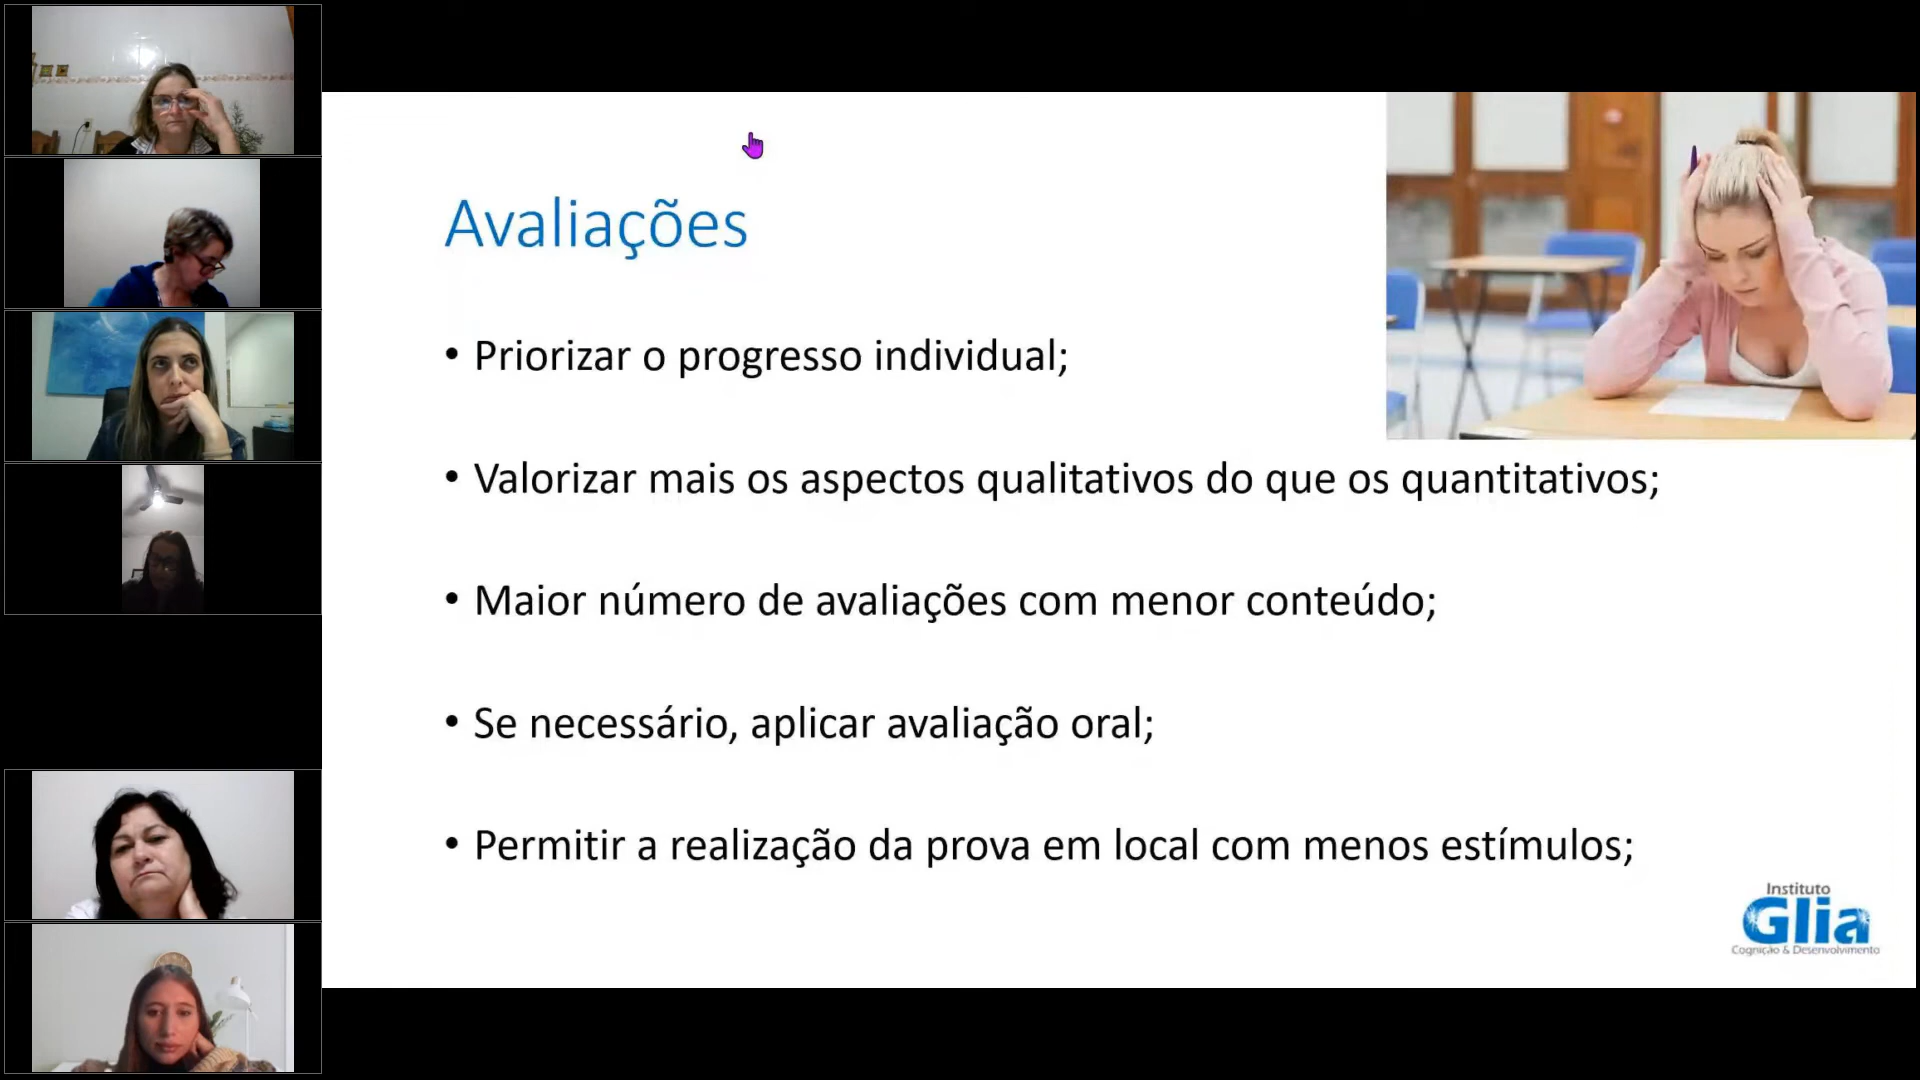 Avaliações
• Priorizar o progresso individual;
• Valorizar mais os aspectos qualitativos do que os quantitativos;
• Maior número de avaliações com menor conteúdo;
• Se necessário, aplicar avaliação oral;
• Permitir a realização da prova em local com menos estímulos;
Instituto
Glia
Cognição & Desenvolvimento